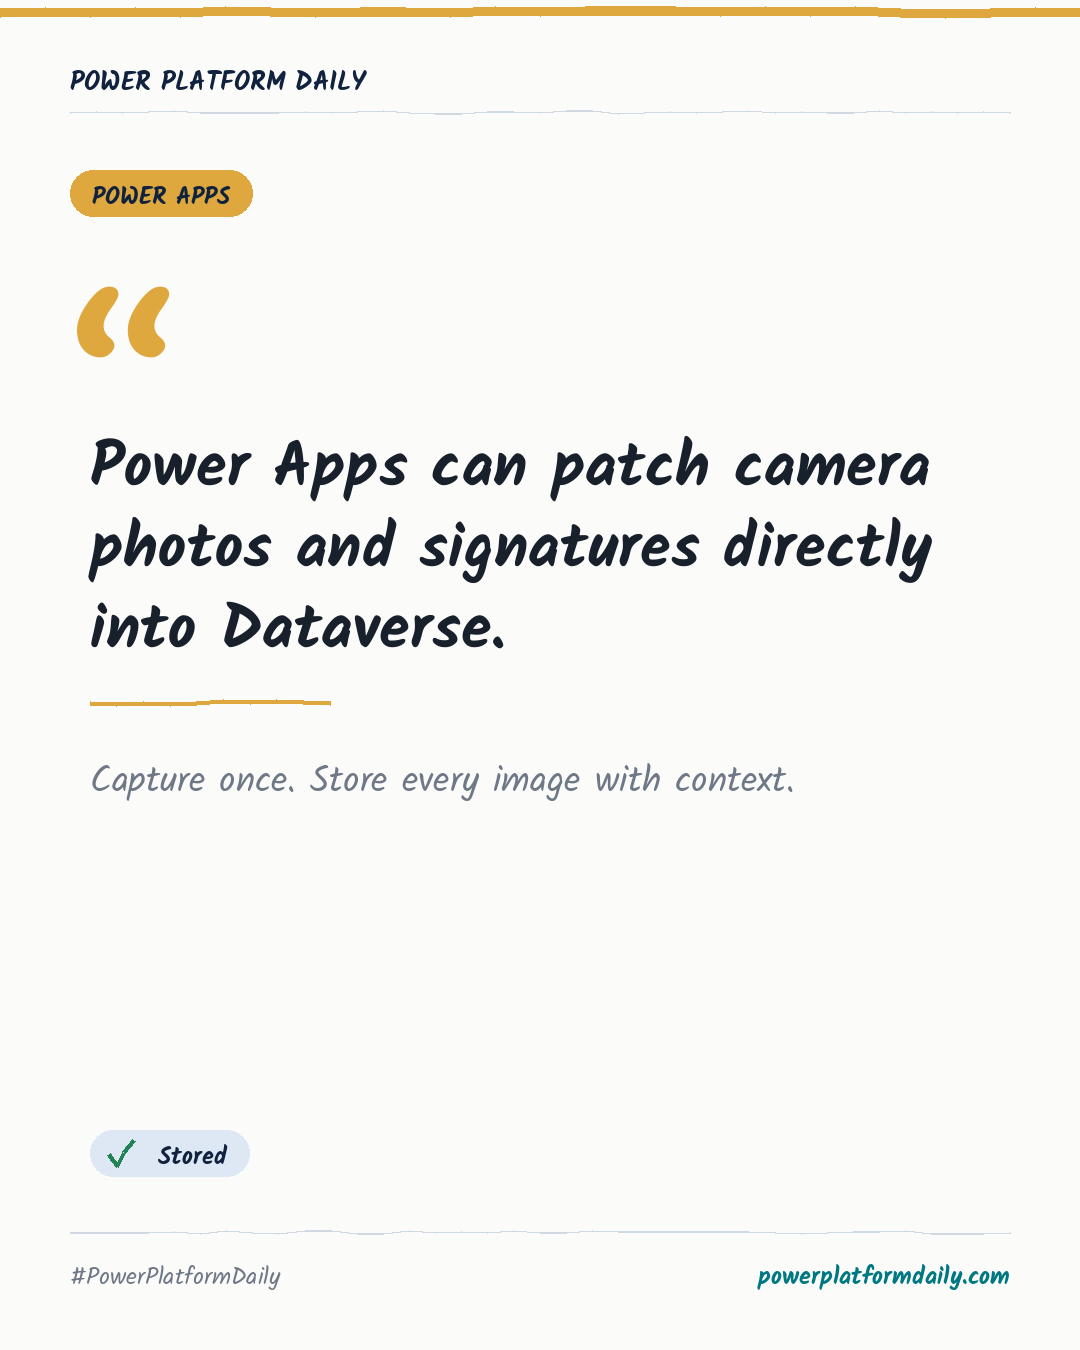 POWER PLATFORM DAILY
POWER APPS
“
Power Apps can patch camera
photos and signatures directly
into Dataverse.
Capture once. Store every image with context.
✓ Stored
#PowerPlatformDaily
powerplatformdaily.com